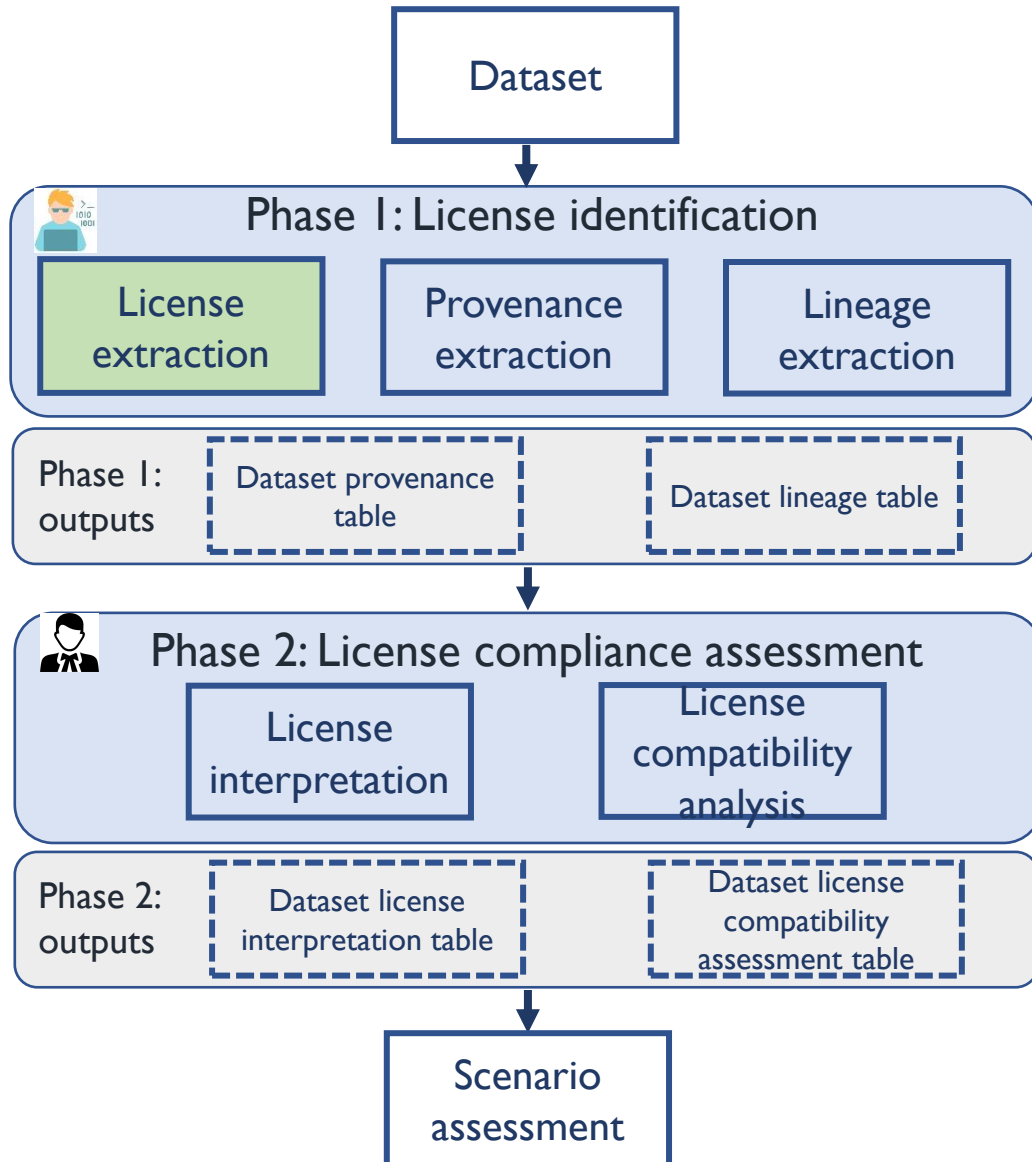 Dataset
>_
1010
1001
Phase 1: License identification
License
extraction
Provenance
extraction
Lineage
extraction
Phase 1:
outputs
Dataset provenance
table
Dataset lineage table
Phase 2: License compliance assessment
License
interpretation
License
compatibility
analysis
Phase 2:
outputs
Dataset license
interpretation table
Dataset license
compatibility
assessment table
Scenario
assessment